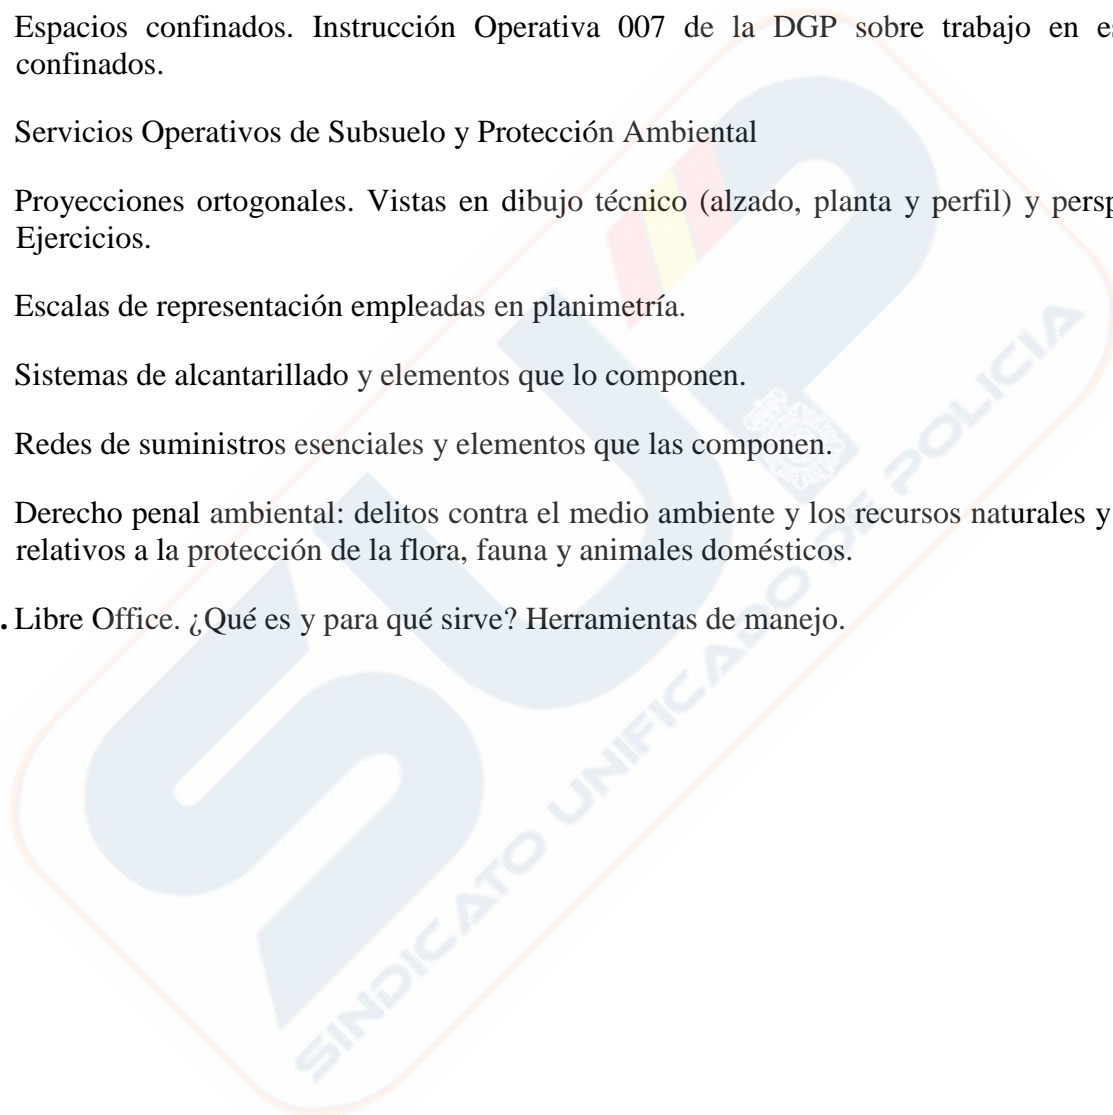 Espacios confinados. Instrucción Operativa 007 de la DGP sobre trabajo en
confinados.
Servicios Operativos de Subsuelo y Protección Ambiental
Proyecciones ortogonales. Vistas en dibujo técnico (alzado, planta y perfil) y
Ejercicios.
Escalas de representación empleadas en planimetría.
Sistemas de alcantarillado y elementos que lo componen.
Redes de suministros esenciales y elementos que las componen.
Derecho penal ambiental: delitos contra el medio ambiente y los recursos naturales y
relativos a la protección de la flora, fauna y animales domésticos.
. Libre Office. ¿Qué es y para qué sirve? Herramientas de manejo.
SUP
SINDICATO UNIFICADO DE POLICIA